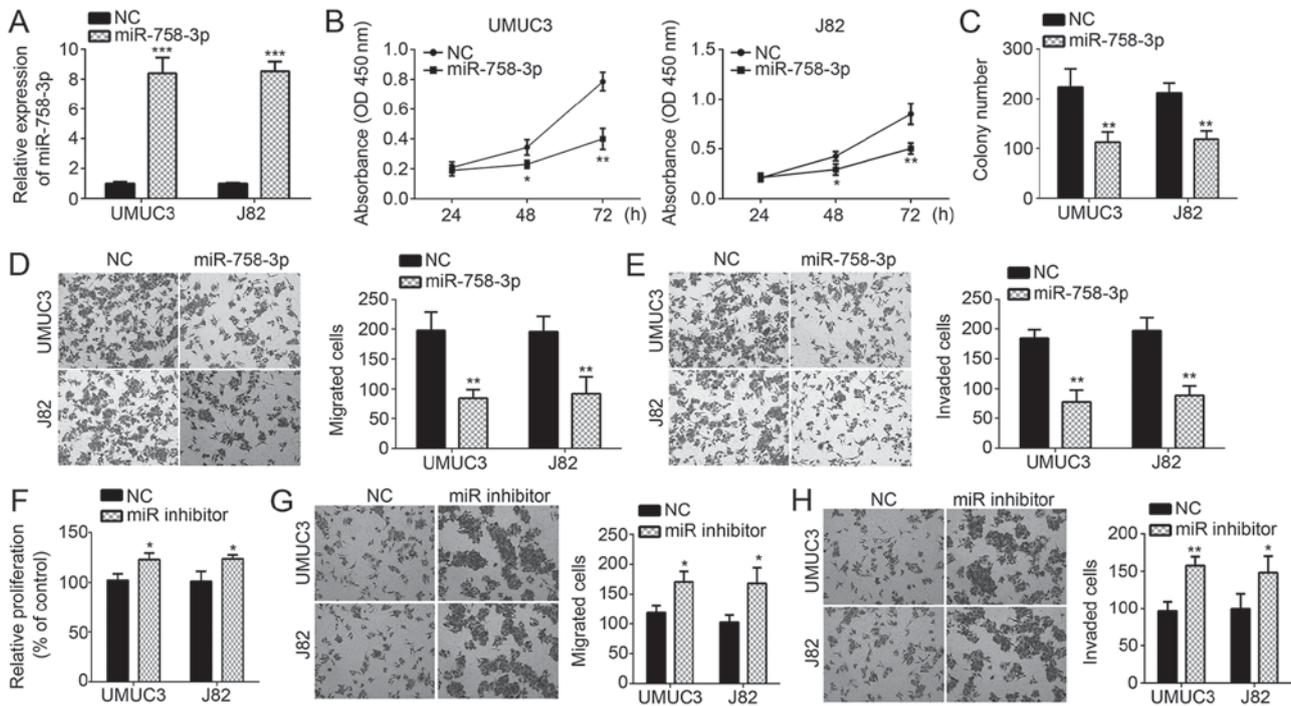 A
NC
miR-758-3p
Relative expression
of miR-758-3p
10
8
6
4
2
0
***
***
UMUC3
J82
B
UMUC3
NC
miR-758-3p
Absorbance (OD 450 nm)
1.0
0.8
0.6
0.4
0.2
0.0
*
**
24
48
72
(h)
J82
NC
miR-758-3p
Absorbance (OD 450 nm)
1.5
1.0
0.5
0.0
*
**
24
48
72
(h)
C
NC
miR-758-3p
Colony number
300
200
100
0
**
**
UMUC3
J82
D
NC
miR-758-3p
UMUC3
J82
NC
miR-758-3p
Migrated cells
250
200
150
100
50
0
**
**
UMUC3
J82
E
NC
miR-758-3p
UMUC3
J82
NC
miR-758-3p
Invaded cells
250
200
150
100
50
0
**
**
UMUC3
J82
F
NC
miR inhibitor
Relative proliferation
(% of control)
150
100
50
0
*
*
UMUC3
J82
G
NC
miR inhibitor
UMUC3
J82
NC
miR inhibitor
Migrated cells
250
200
150
100
50
0
*
*
UMUC3
J82
H
NC
miR inhibitor
UMUC3
J82
NC
miR inhibitor
Invaded cells
200
150
100
50
0
**
*
UMUC3
J82